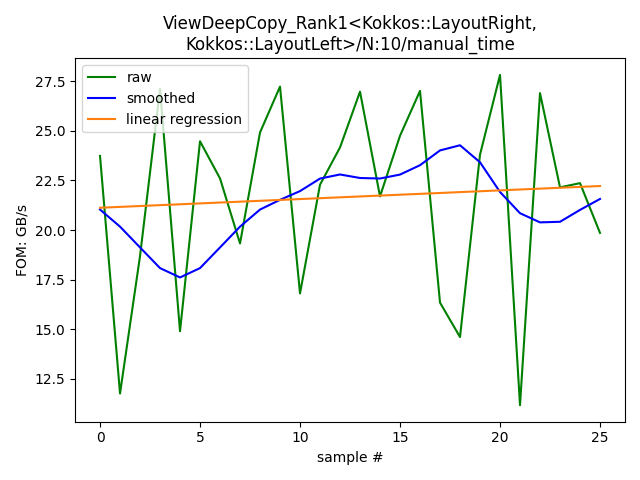 ViewDeepCopy_Rank1<Kokkos::LayoutRight,
Kokkos::LayoutLeft>/N:10/manual_time
raw
smoothed
linear regression
27.5
25.0
22.5
20.0
17.5
15.0
12.5
FOM: GB/s
0
5
10
15
20
25
sample #